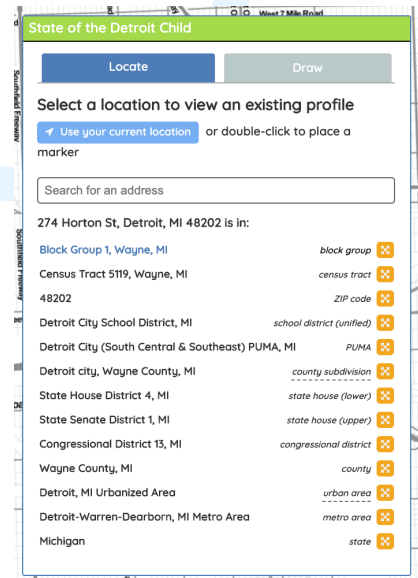 West 7 Mile Road
State of the Detroit Child
Locate
Draw
Southfield Freeway
Select a location to view an existing profile
Use your current location or double-click to place a
marker
Search for an address
274 Horton St, Detroit, MI 48202 is in:
Block Group 1, Wayne, MI block group
Census Tract 5119, Wayne, MI census tract
48202 ZIP code
Detroit City School District, MI school district (unified)
Detroit City (South Central & Southeast) PUMA, MI PUMA
Detroit city, Wayne County, MI county subdivision
State House District 4, MI state house (lower)
State Senate District 1, MI state house (upper)
Congressional District 13, MI congressional district
Wayne County, MI county
Detroit, MI Urbanized Area urban area
Detroit-Warren-Dearborn, MI Metro Area metro area
Michigan state